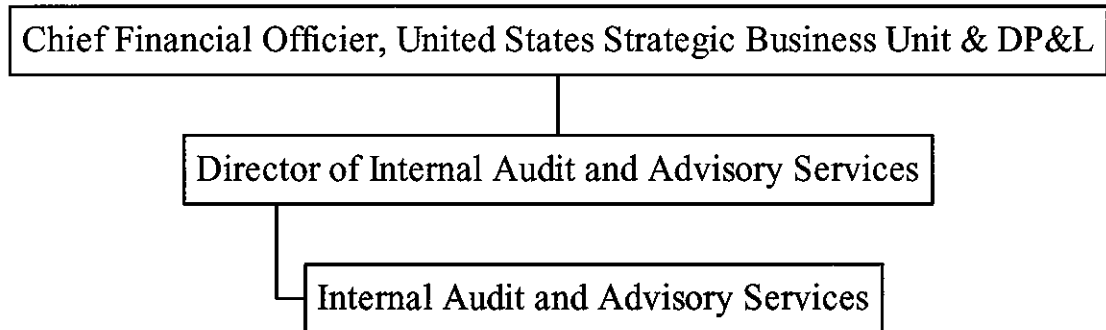 Chief Financial Officier, United States Strategic Business Unit & DP&L
Director of Internal Audit and Advisory Services
Internal Audit and Advisory Services